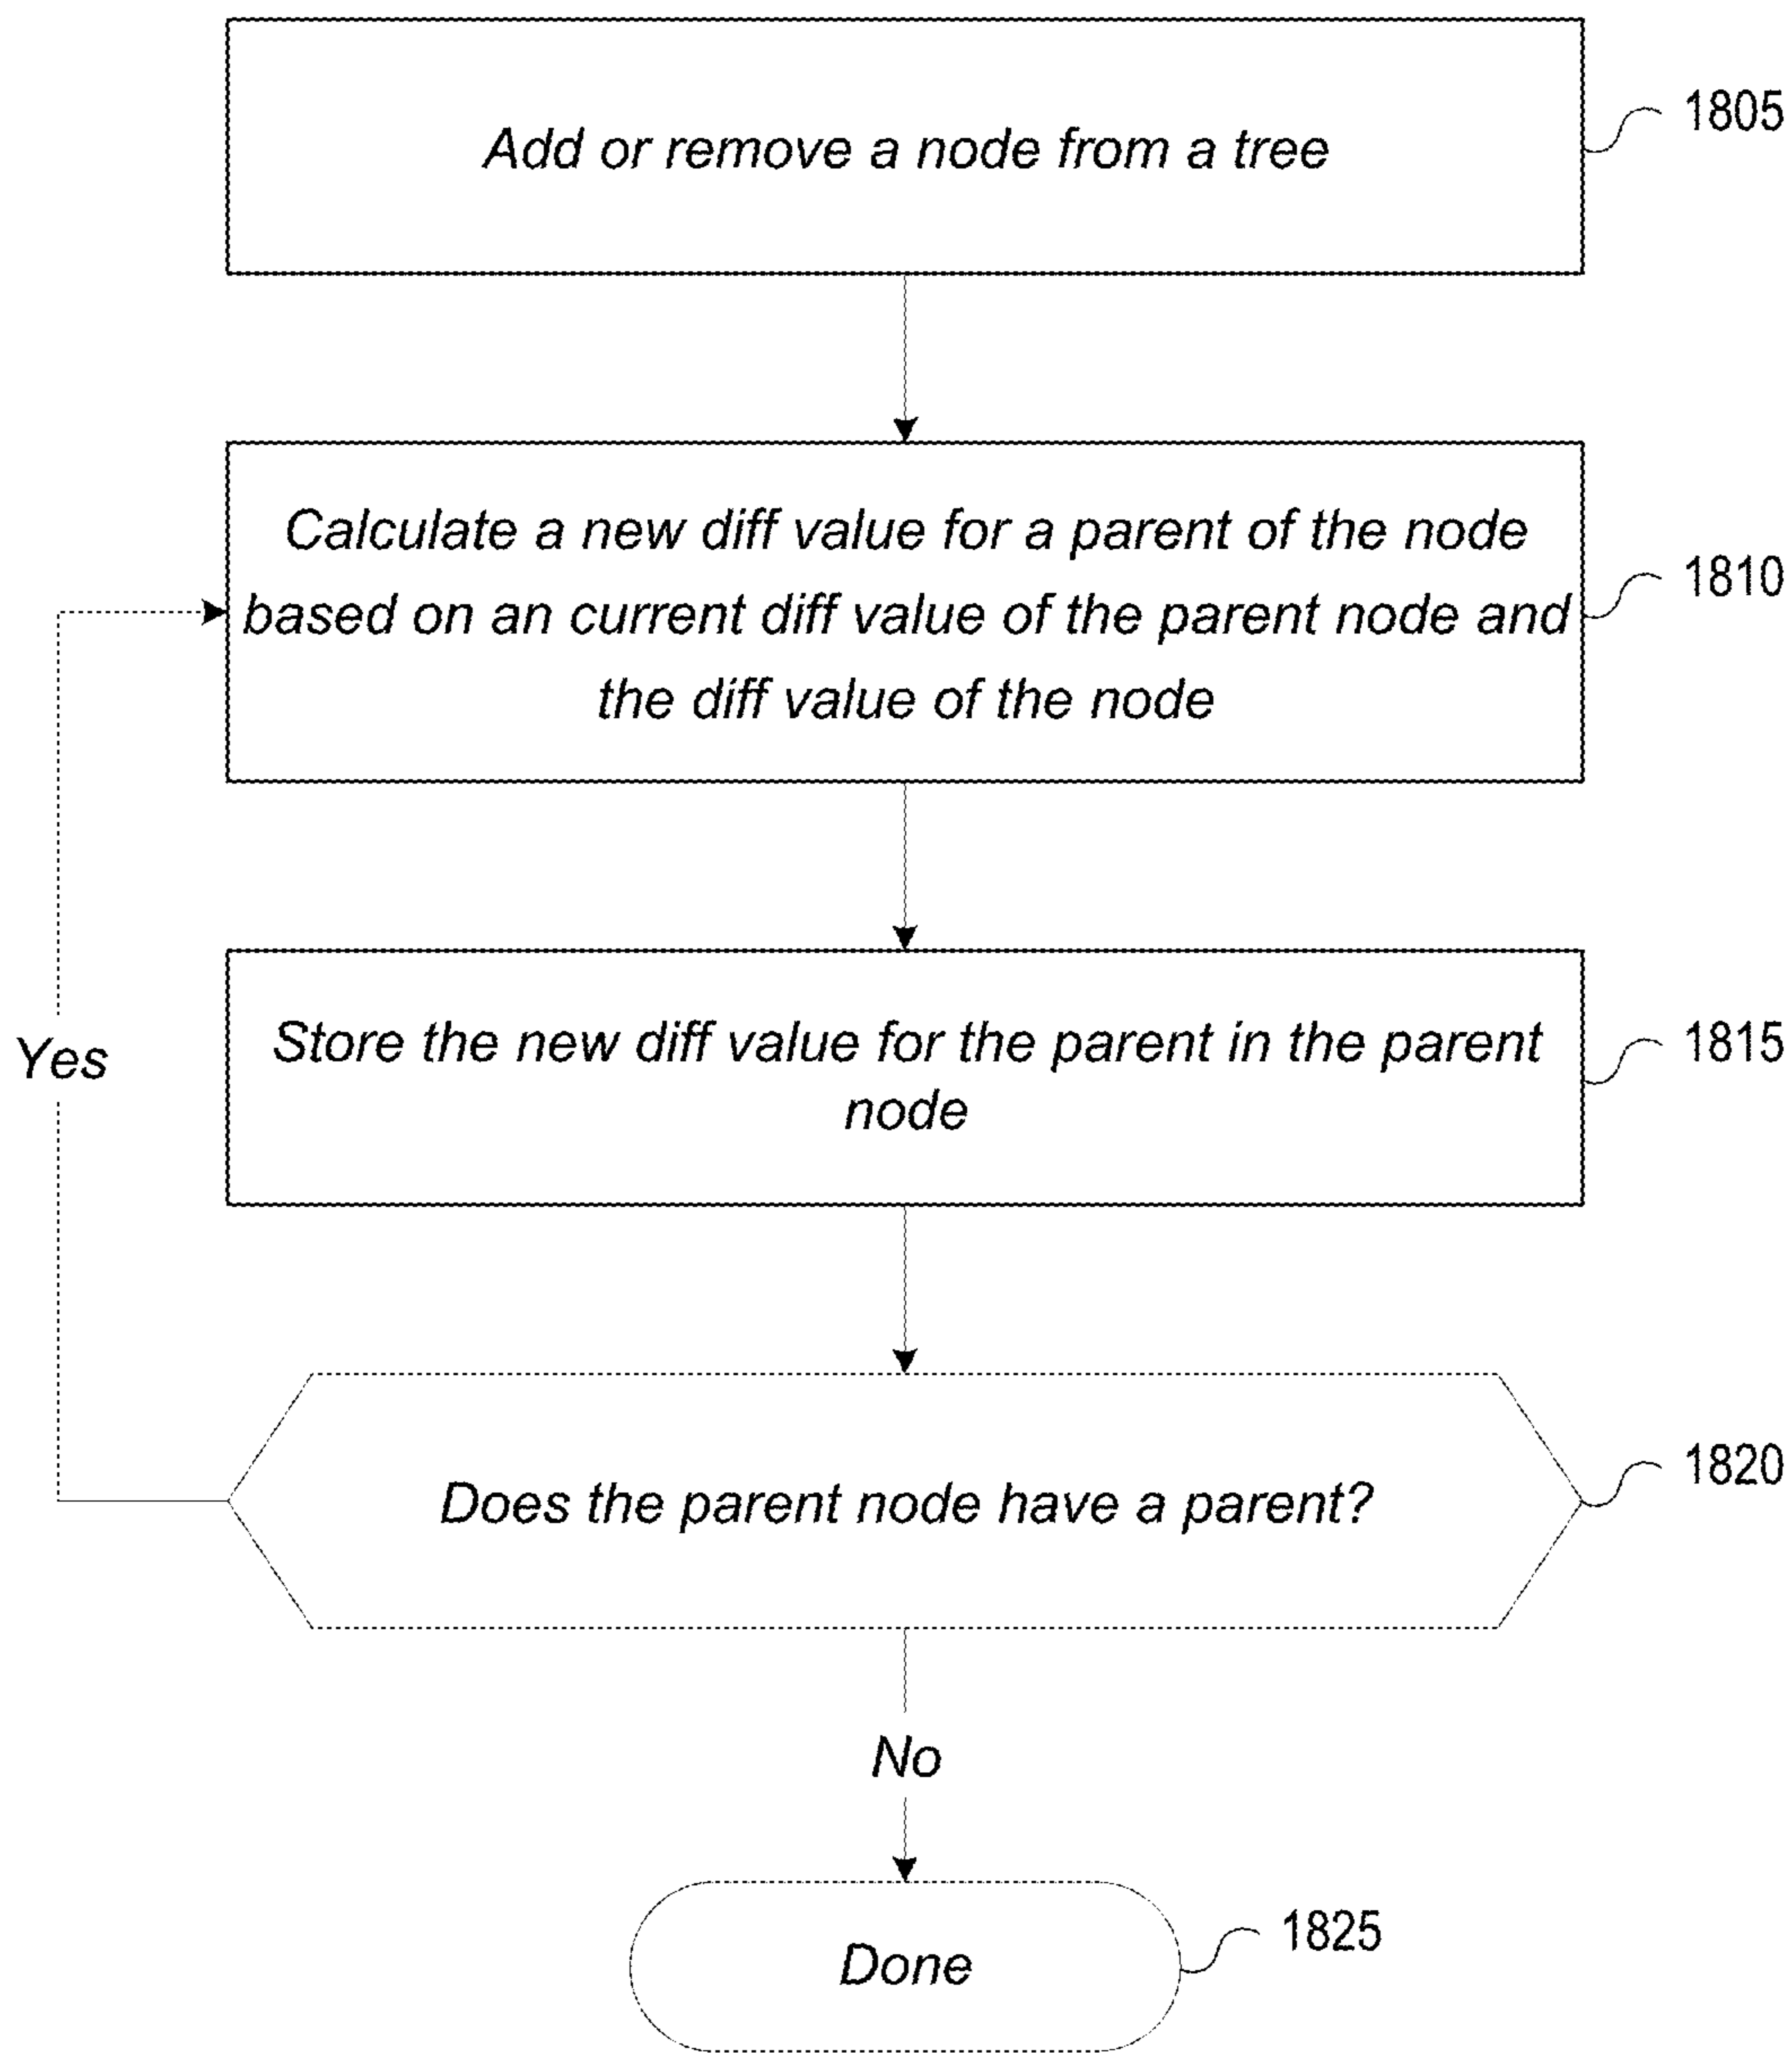 Add or remove a node from a tree
1805
Calculate a new diff value for a parent of the node
based on an current diff value of the parent node and
the diff value of the node
1810
Store the new diff value for the parent in the parent
node
1815
Yes
Does the parent node have a parent?
1820
No
Done
1825